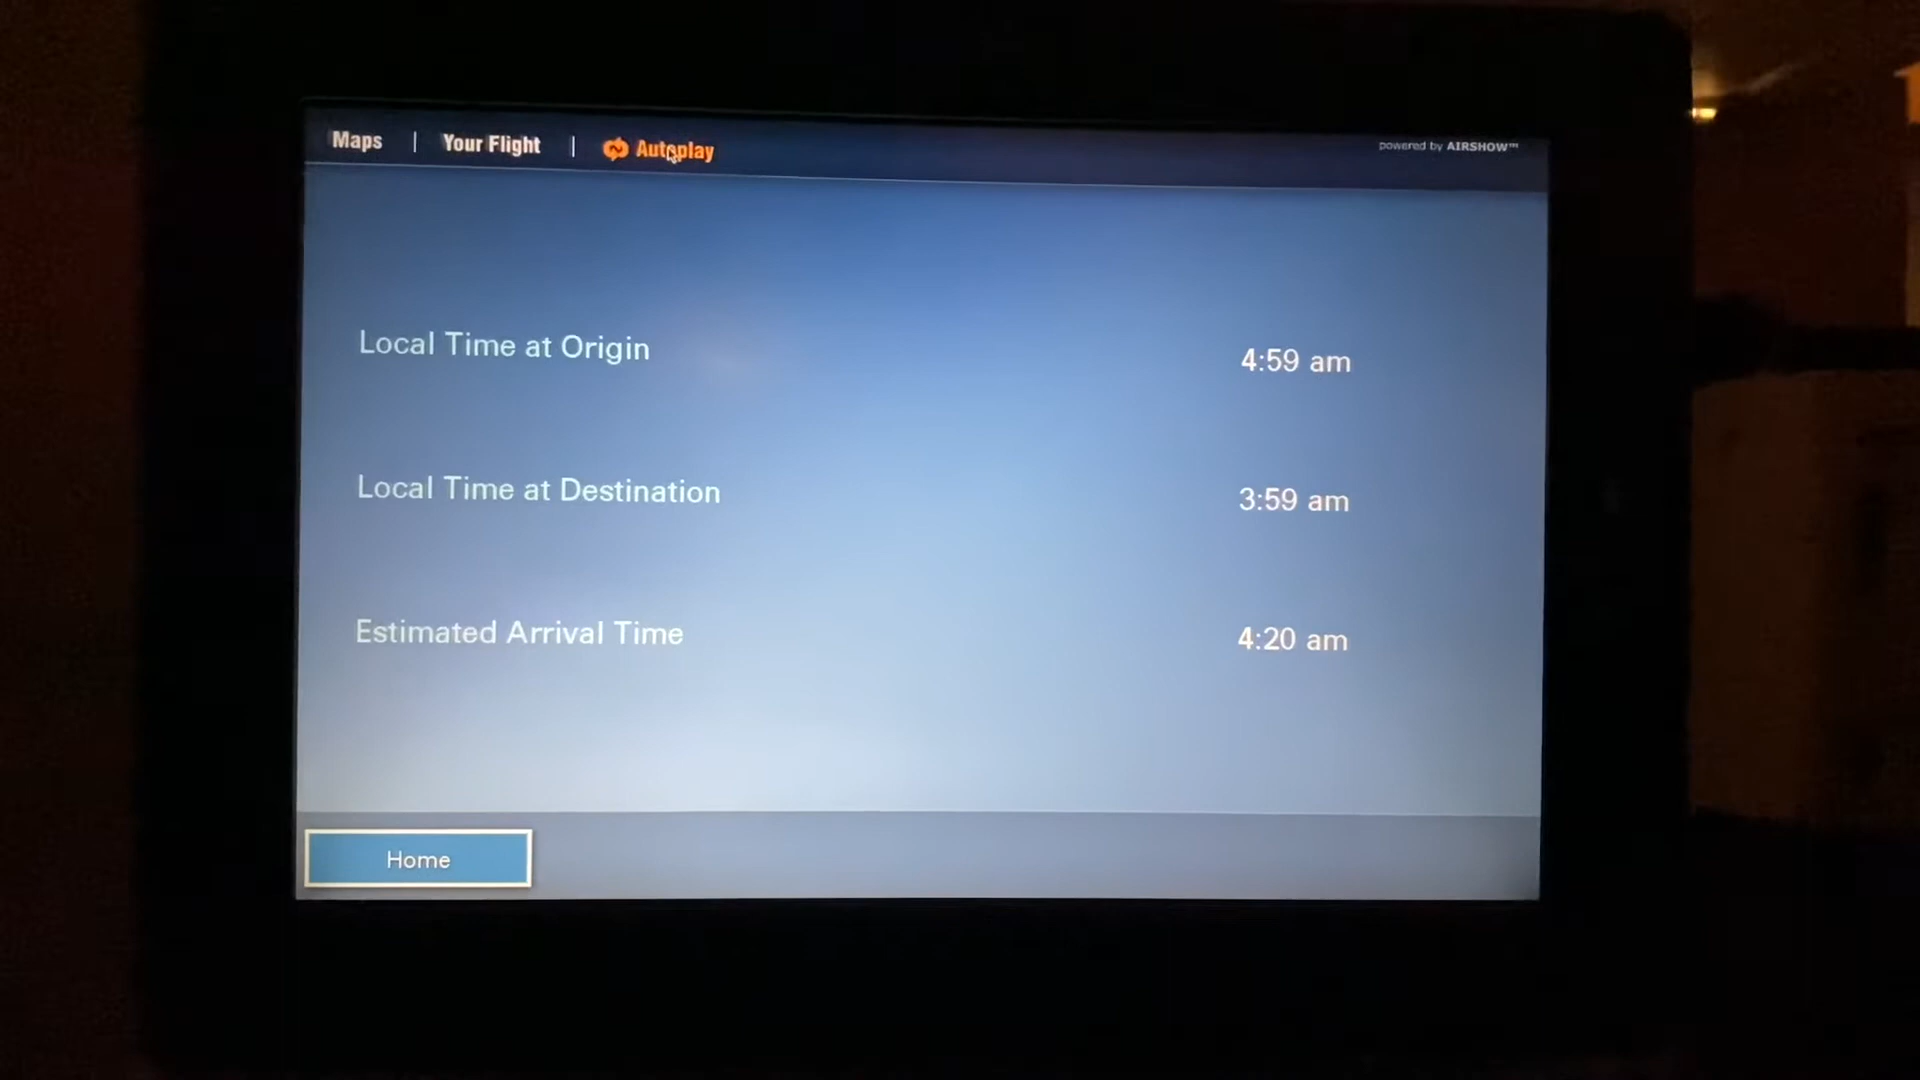 Maps | Your Flight | Autoplay
powered by AIRSHOW™
Local Time at Origin 4:59 am
Local Time at Destination 3:59 am
Estimated Arrival Time 4:20 am
Home